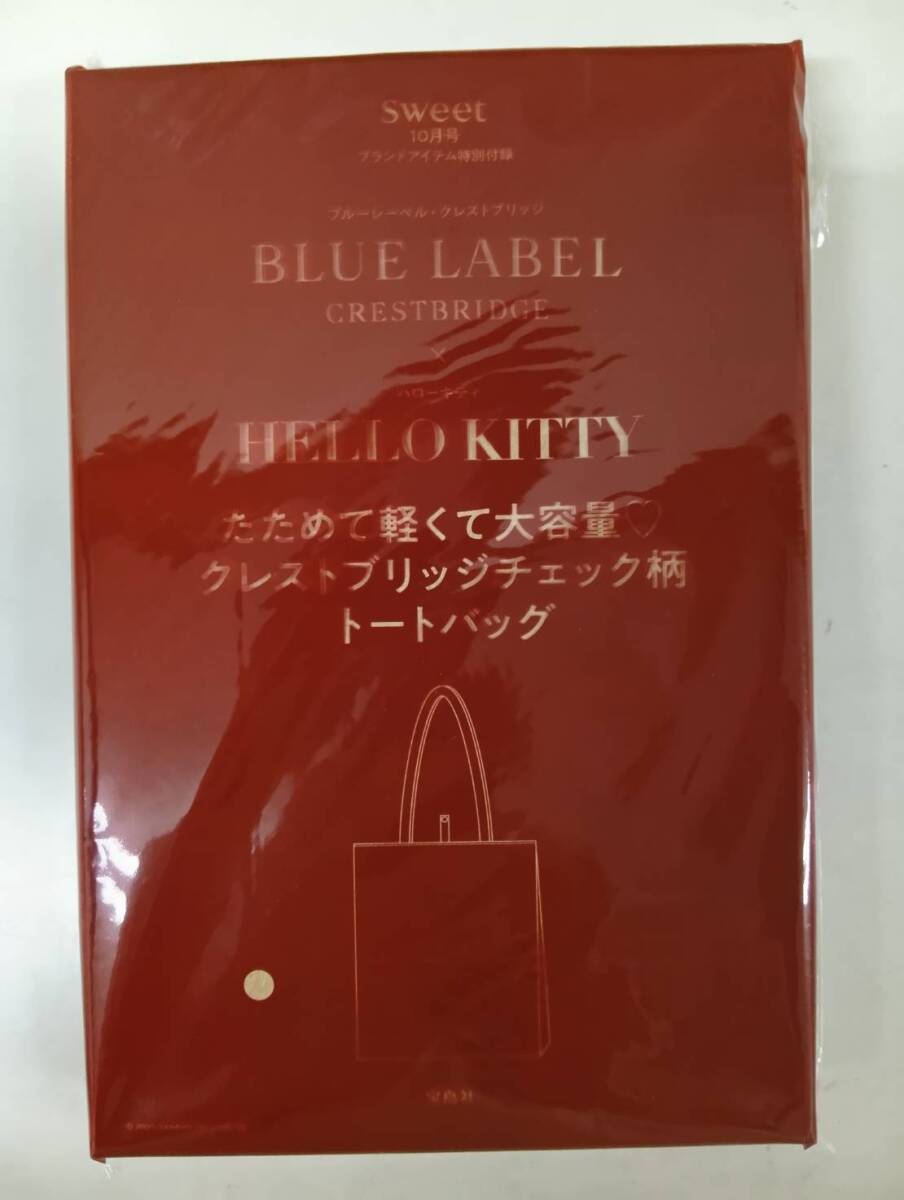 sweet
10月号
ブランドアイテム特別付録
ブルーレーベル・クレストブリッジ
BLUE LABEL
CRESTBRIDGE
×
ハローキティ
HELLO KITTY
たためて軽くて大容量♡
クレストブリッジチェック柄
トートバッグ
宝島社